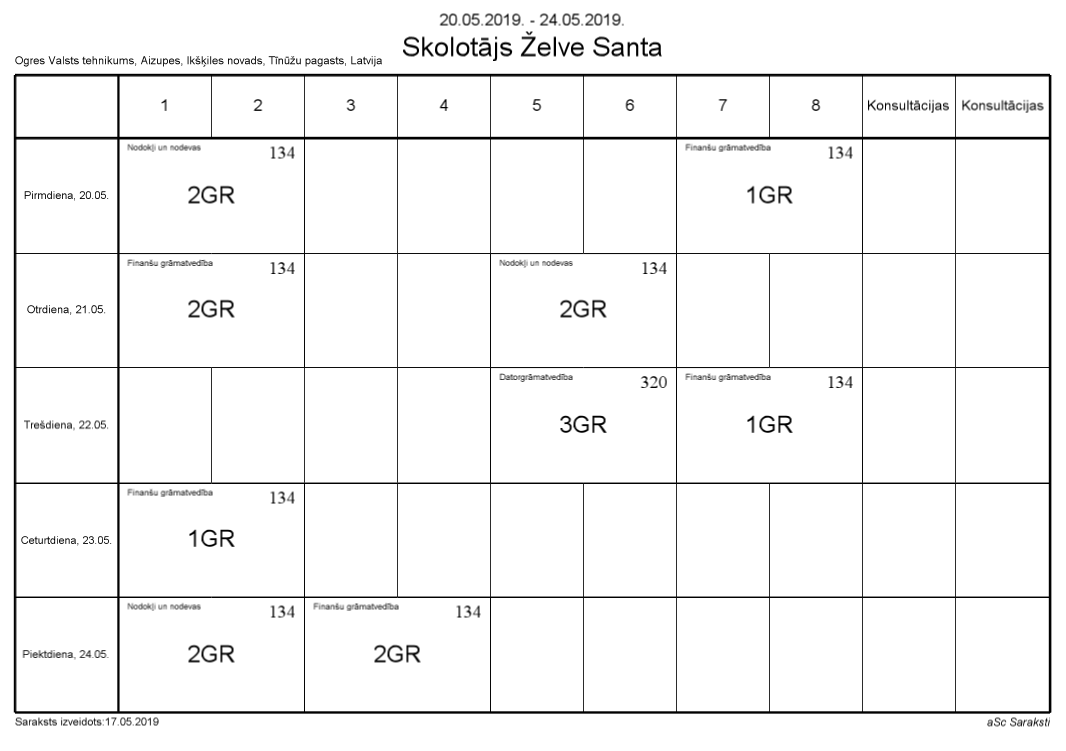 20.05.2019. - 24.05.2019.
Skolotājs Želve Santa
Ogres Valsts tehnikums, Aizupes, Ikšķiles novads, Tīnūžu pagasts, Latvija
1 2 3 4 5 6 7 8 Konsultācijas Konsultācijas
Nodokļi un nodevas 134 Finanšu grāmatvedība 134
Pirmdiena, 20.05. 2GR 1GR
Finanšu grāmatvedība 134 Nodokļi un nodevas 134
Otrdiena, 21.05. 2GR 2GR
Datorgrāmatvedība 320 Finanšu grāmatvedība 134
Trešdiena, 22.05. 3GR 1GR
Finanšu grāmatvedība 134
Ceturtdiena, 23.05. 1GR
Nodokļi un nodevas 134 Finanšu grāmatvedība 134
Piektdiena, 24.05. 2GR 2GR
Saraksts izveidots:17.05.2019 aSc Saraksti